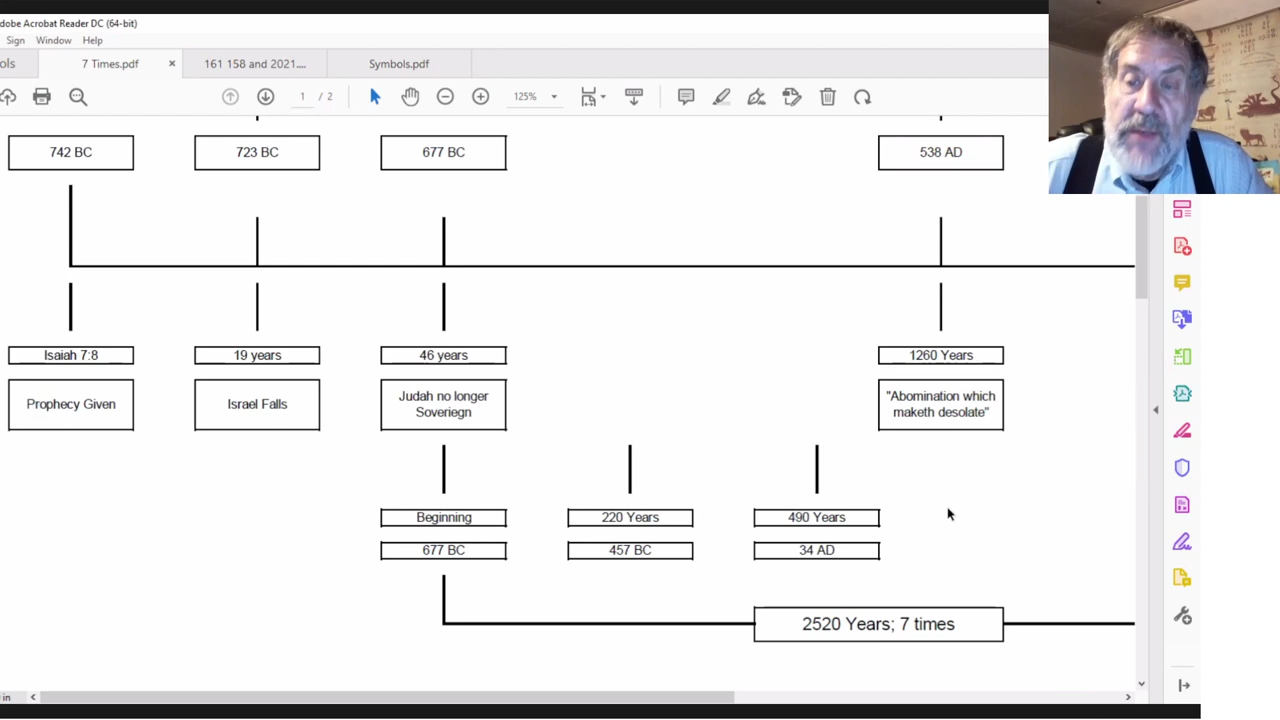 dobe Acrobat Reader DC (64-bit)
Sign Window Help
ols 7 Times.pdf × 161 158 and 2021.... Symbols.pdf
1 / 2 125%
742 BC 723 BC 677 BC 538 AD
Isaiah 7:8 19 years 46 years 1260 Years
Prophecy Given Israel Falls Judah no longer "Abomination which
Soveriegn maketh desolate"
Beginning 220 Years 490 Years
677 BC 457 BC 34 AD
2520 Years; 7 times
in